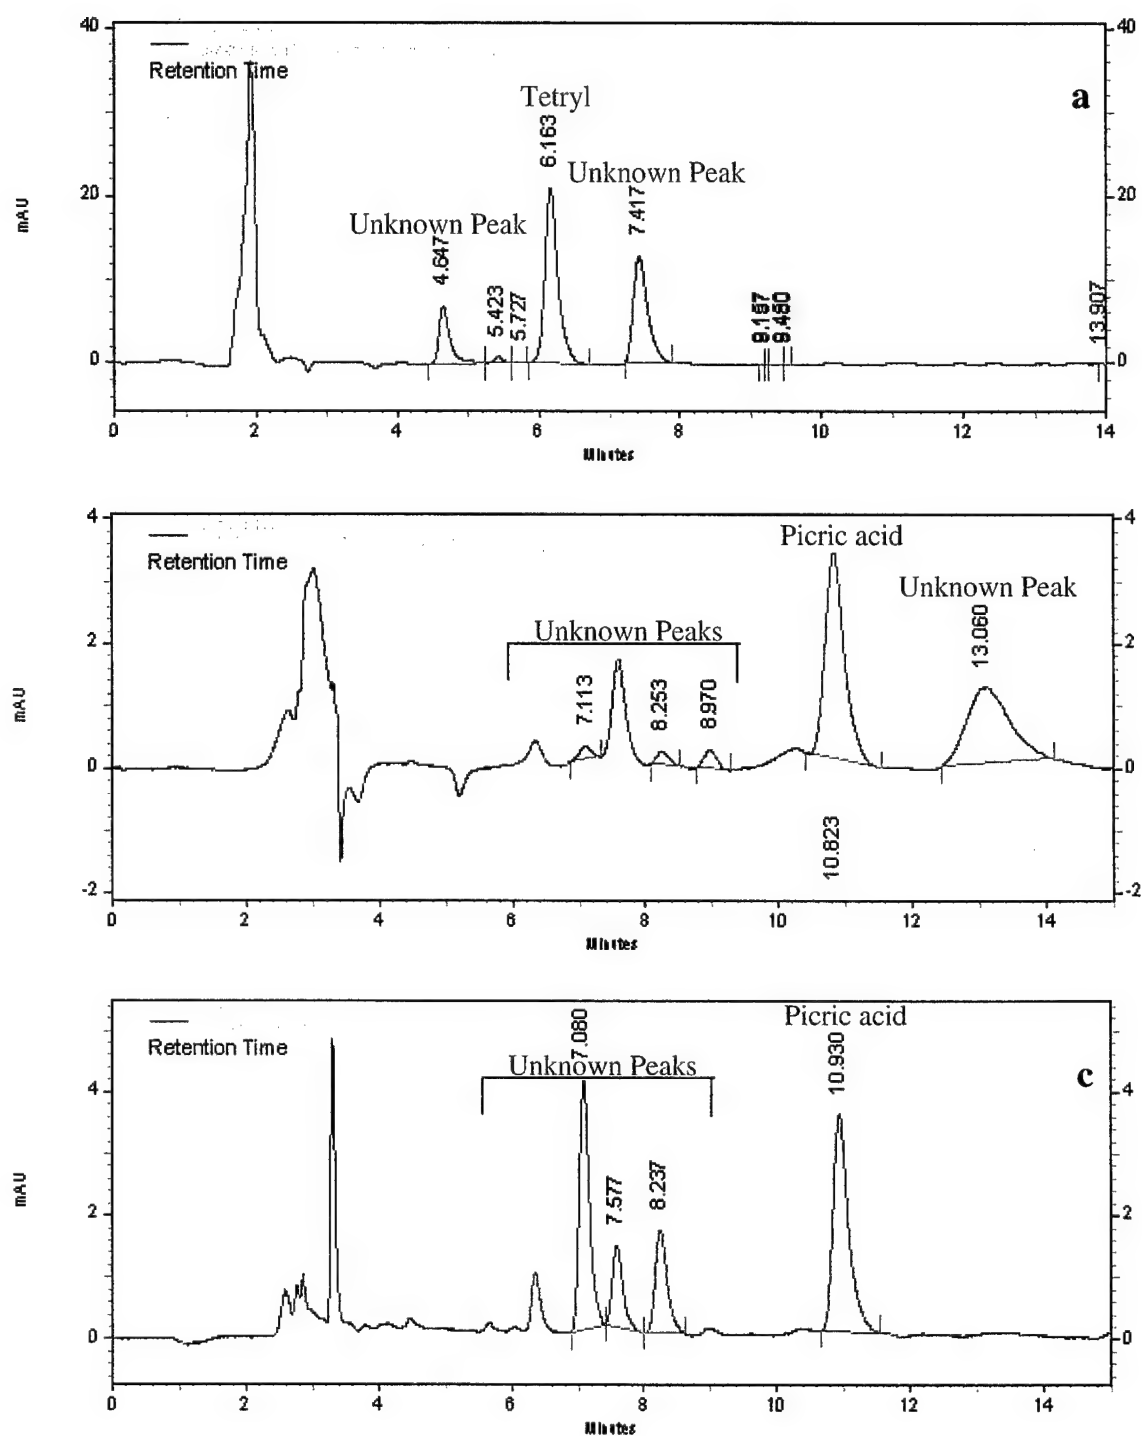 40
40
Retention Time
a
Tetryl
6.163
Unknown Peak
7.417
20
20
mAU
Unknown Peak
4.647
5.423
5.727
9.197
9.480
13.907
0
0
0 2 4 6 8 10 12 14
Minutes
4
4
Retention Time
Picric acid
Unknown Peak
13.060
Unknown Peaks
2
2
7.113
8.253
8.970
mAU
0
0
10.823
-2
-2
0 2 4 6 8 10 12 14
Minutes
Retention Time
Picric acid
7.080
10.930
Unknown Peaks
c
4
4
7.577
8.237
mAU
2
2
0
0
0 2 4 6 8 10 12 14
Minutes